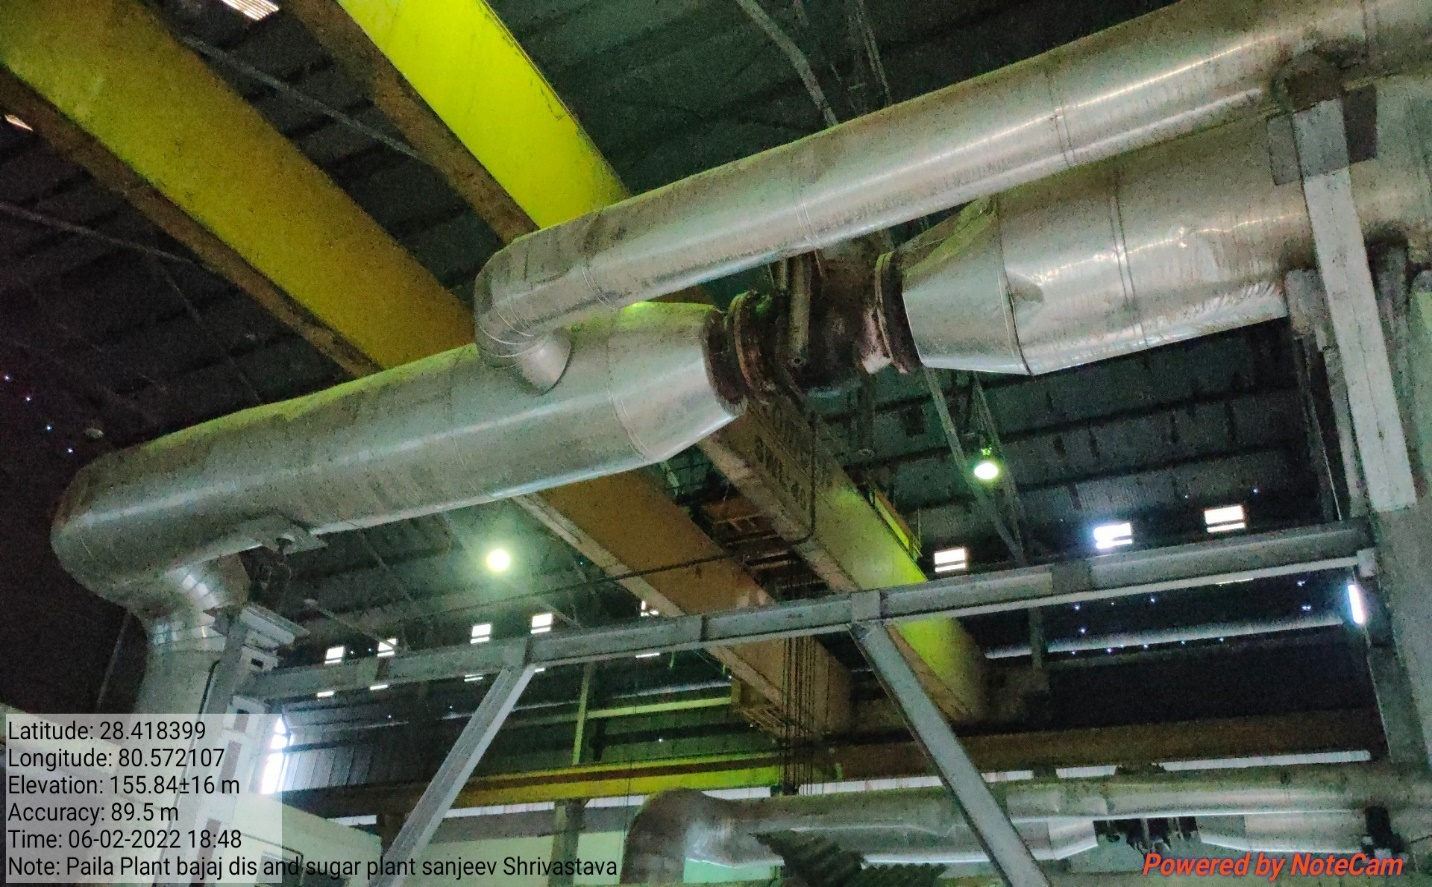 Latitude: 28.418399
Longitude: 80.572107
Elevation: 155.84±16 m
Accuracy: 89.5 m
Time: 06-02-2022 18:48
Note: Paila Plant bajaj dis and sugar plant sanjeev Shrivastava
Powered by NoteCam